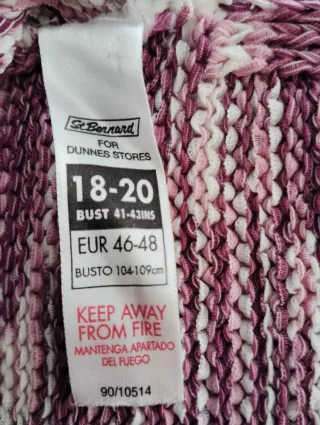 St. Bernard
FOR
DUNNES STORES
18-20
BUST 41-43INS
EUR 46-48
BUSTO 104-109cm
KEEP AWAY
FROM FIRE
MANTENGA APARTADO
DEL FUEGO
90/10514